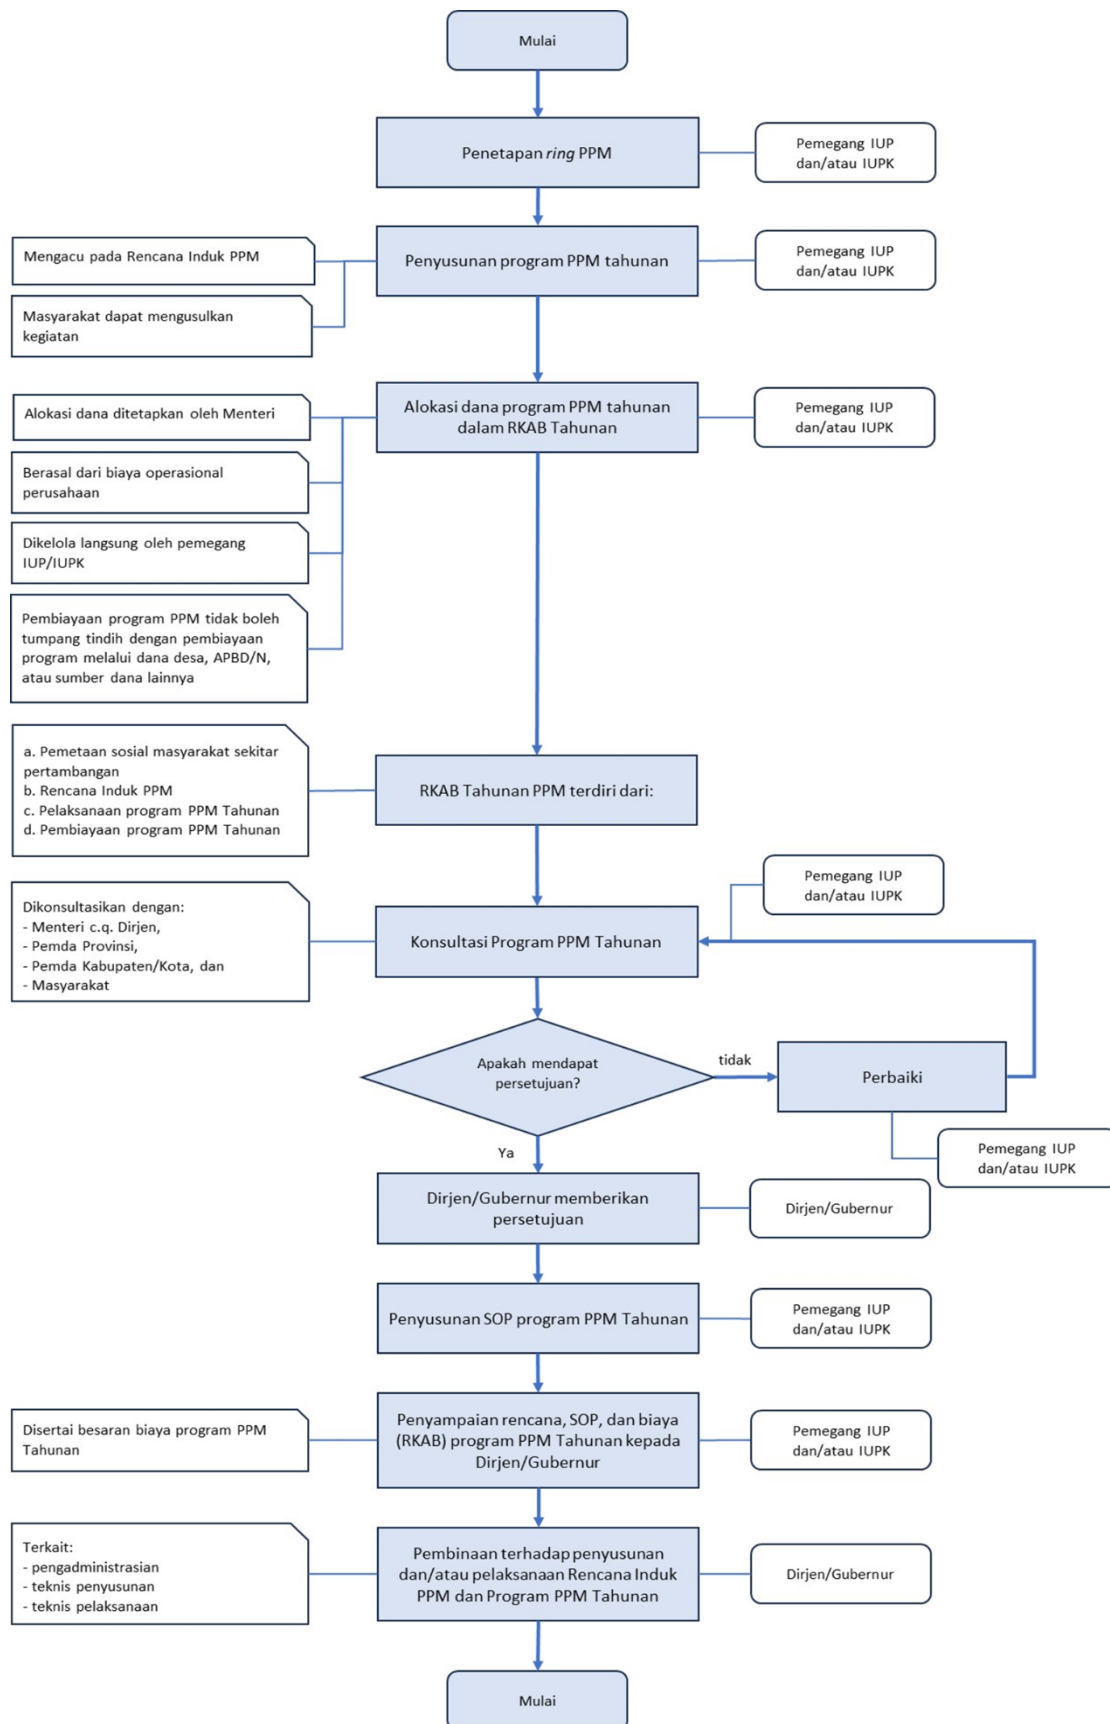 Mulai
Penetapan ring PPM
Pemegang IUP
dan/atau IUPK
Mengacu pada Rencana Induk PPM
Masyarakat dapat mengusulkan
kegiatan
Penyusunan program PPM tahunan
Pemegang IUP
dan/atau IUPK
Alokasi dana ditetapkan oleh Menteri
Berasal dari biaya operasional
perusahaan
Dikelola langsung oleh pemegang
IUP/IUPK
Pembiayaan program PPM tidak boleh
tumpang tindih dengan pembiayaan
program melalui dana desa, APBD/N,
atau sumber dana lainnya
Alokasi dana program PPM tahunan
dalam RKAB Tahunan
Pemegang IUP
dan/atau IUPK
a. Pemetaan sosial masyarakat sekitar
pertambangan
b. Rencana Induk PPM
c. Pelaksanaan program PPM Tahunan
d. Pembiayaan program PPM Tahunan
RKAB Tahunan PPM terdiri dari:
Dikonsultasikan dengan:
- Menteri c.q. Dirjen,
- Pemda Provinsi,
- Pemda Kabupaten/Kota, dan
- Masyarakat
Konsultasi Program PPM Tahunan
Pemegang IUP
dan/atau IUPK
Apakah mendapat
persetujuan?
tidak
Perbaiki
Pemegang IUP
dan/atau IUPK
Ya
Dirjen/Gubernur memberikan
persetujuan
Dirjen/Gubernur
Penyusunan SOP program PPM Tahunan
Pemegang IUP
dan/atau IUPK
Disertai besaran biaya program PPM
Tahunan
Penyampaian rencana, SOP, dan biaya
(RKAB) program PPM Tahunan kepada
Dirjen/Gubernur
Pemegang IUP
dan/atau IUPK
Terkait:
- pengadministrasian
- teknis penyusunan
- teknis pelaksanaan
Pembinaan terhadap penyusunan
dan/atau pelaksanaan Rencana Induk
PPM dan Program PPM Tahunan
Dirjen/Gubernur
Mulai